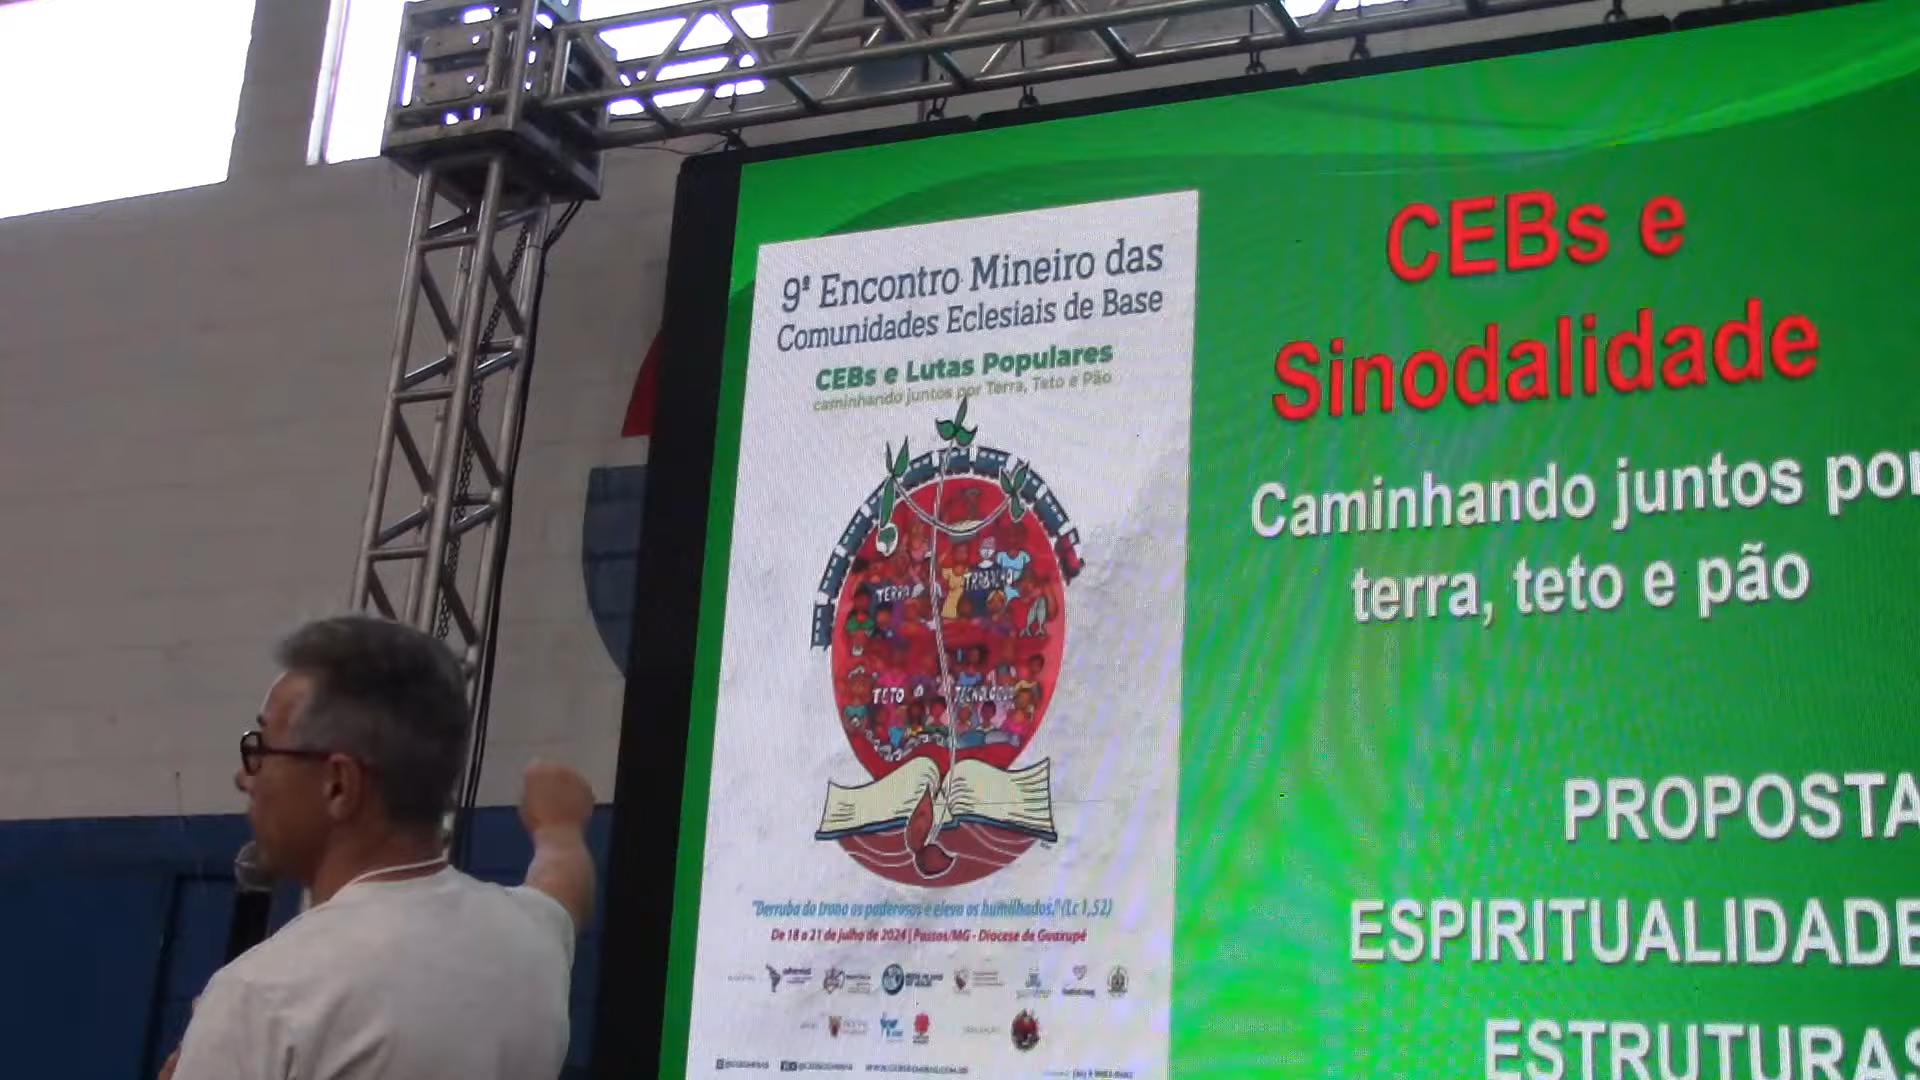 9º Encontro Mineiro das
Comunidades Eclesiais de Base
CEBs e Lutas Populares
caminhando juntos por Terra, Teto e Pão
TERRA
TRABALHO
TETO
TECNOLOGIA
"Derruba do trono os poderosos e eleva os humilhados." (Lc 1,52)
De 18 a 21 de julho de 2024 | Passos/MG - Diocese de Guaxupé
CEBs e
Sinodalidade
Caminhando juntos por
terra, teto e pão
PROPOSTA
ESPIRITUALIDADE
ESTRUTURAS